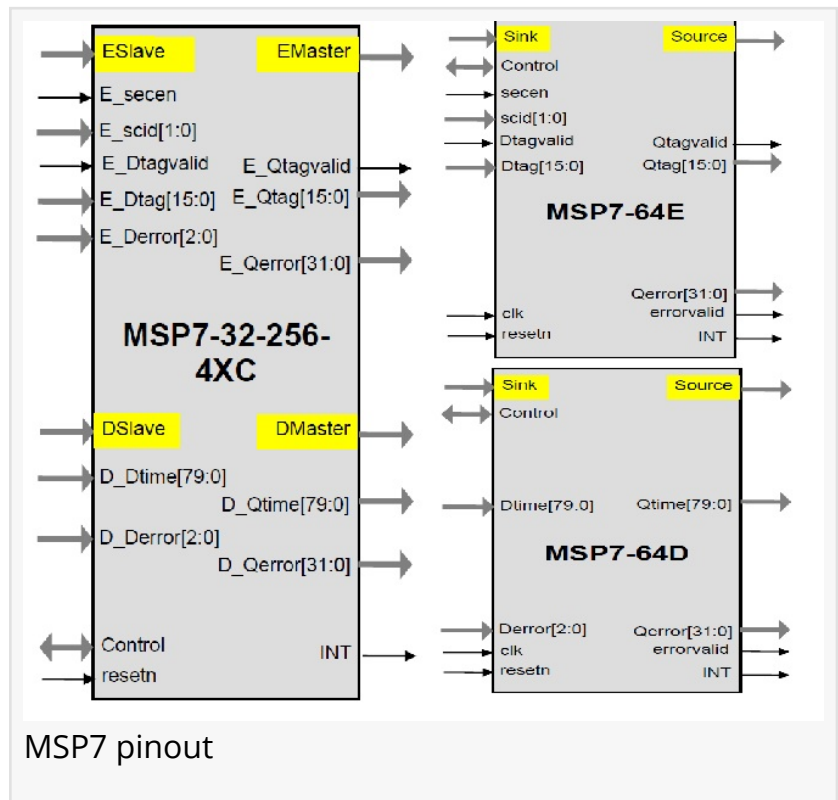 ESlave EMaster
E_secen
E_scid[1:0]
E_Dtagvalid E_Qtagvalid
E_Dtag[15:0] E_Qtag[15:0]
E_Derror[2:0]
E_Qerror[31:0]
MSP7-32-256-
4XC
DSlave DMaster
D_Dtime[79:0]
D_Qtime[79:0]
D_Derror[2:0]
D_Qerror[31:0]
Control INT
resetn
Sink Source
Control
secen
scid[1:0]
Dtagvalid Qtagvalid
Dtag[15:0] Qtag[15:0]
MSP7-64E
Qerror[31:0]
clk errorvalid
resetn INT
Sink Source
Control
Dtime[79.0] Qtime[79:0]
MSP7-64D
Derror[2:0] Qerror[31:0]
clk errorvalid
resetn INT
MSP7 pinout